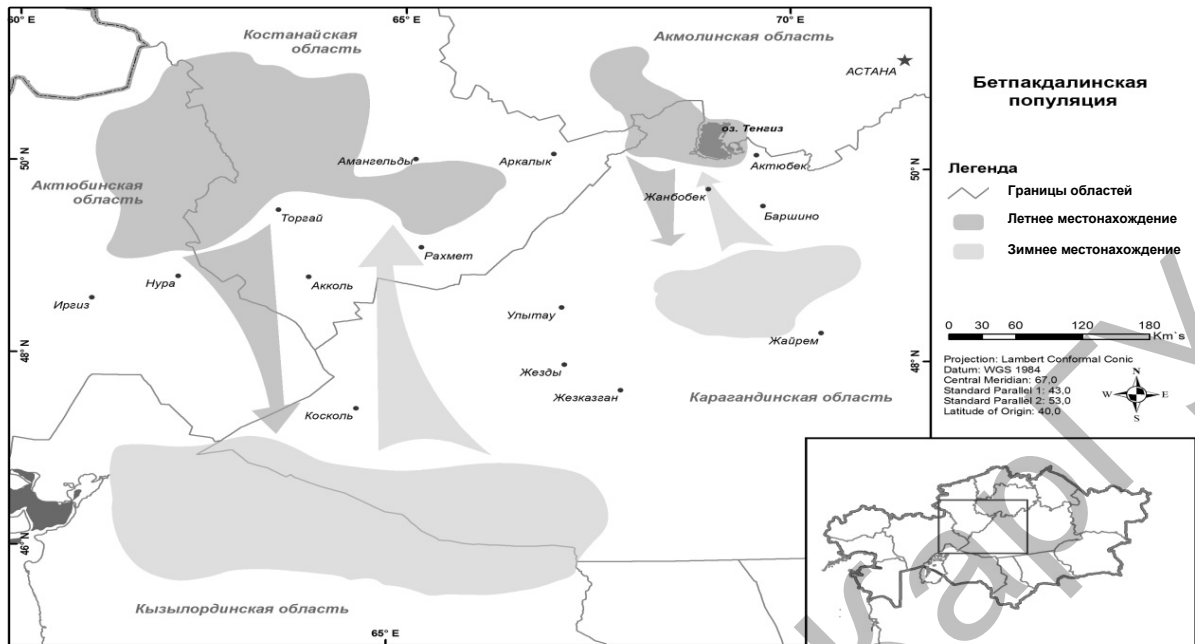 60° E
65° E
70° E
Костанайская
область
Акмолинская область
АСТАНА
Бетпакдалинская
популяция
оз. Тенгиз
50° N
Амангельды
Аркалык
Актюбек
50° N
Актюбинская
область
Жанбобек
Баршино
Торгай
Легенда
Границы областей
Летнее местонахождение
Зимнее местонахождение
Рахмет
Нура
Акколь
Иргиз
Улытау
Жайрем
0 30 60 120 180
Km`s
48° N
48° N
Жезды
Жезказган
Карагандинская область
Projection: Lambert Conformal Conic
Datum: WGS 1984
Central Meridian: 67,0
Standard Parallel 1: 43,0
Standard Parallel 2: 53,0
Latitude of Origin: 40,0
N
W E
S
Косколь
46° N
Кызылординская область
65° E